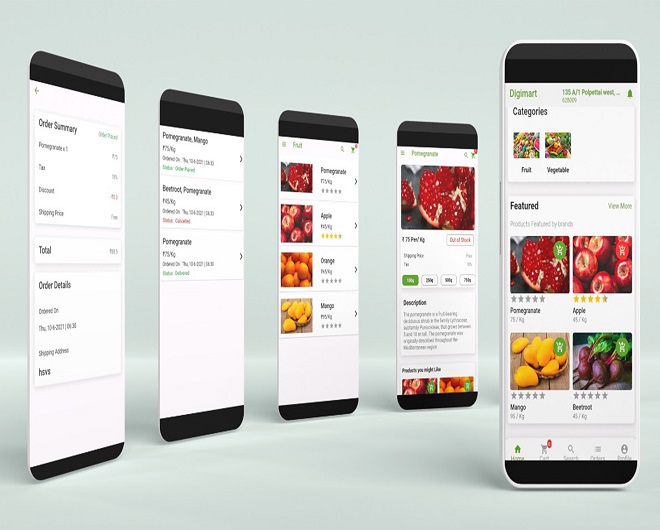 Order Summary
Order Placed
Pomegranate x 1
₹75
Tax
Discount
Shipping Price
Free
Total
Order Details
Ordered On
Thu, 10-6-2021 | 06:30
Shipping Address
hsvs
Pomegranate, Mango
₹75/Kg
Ordered On : Thu, 10-6-2021 | 06:30
Status : Order Placed
Beetroot, Pomegranate
₹45/Kg
Ordered On : Thu, 10-6-2021 | 06:30
Status : Cancelled
Pomegranate
₹75/Kg
Ordered On : Thu, 10-6-2021 | 06:30
Status : Delivered
Fruit
Pomegranate
₹75/Kg
Apple
₹45/Kg
Orange
₹65/Kg
Mango
₹95/Kg
Pomegranate
₹ 75 Per/ Kg
Out of Stock
Shipping Price
Free
Tax
100g 250g 500g 750g
Description
The pomegranate is a fruit-bearing
deciduous shrub in the family Lythraceae,
subfamily Punicoideae, that grows between
5 and 10 m tall. The pomegranate was
originally described throughout the
Mediterranean region.
Products you might Like
Digimart
135 A/1 Polpettai west, ...
628009
Categories
Fruit
Vegetable
Featured
View More
Products Featured by brands
Pomegranate
75 / Kg
Apple
45 / Kg
Mango
95 / Kg
Beetroot
45 / Kg
Home
Cart
Search
Orders
Profile